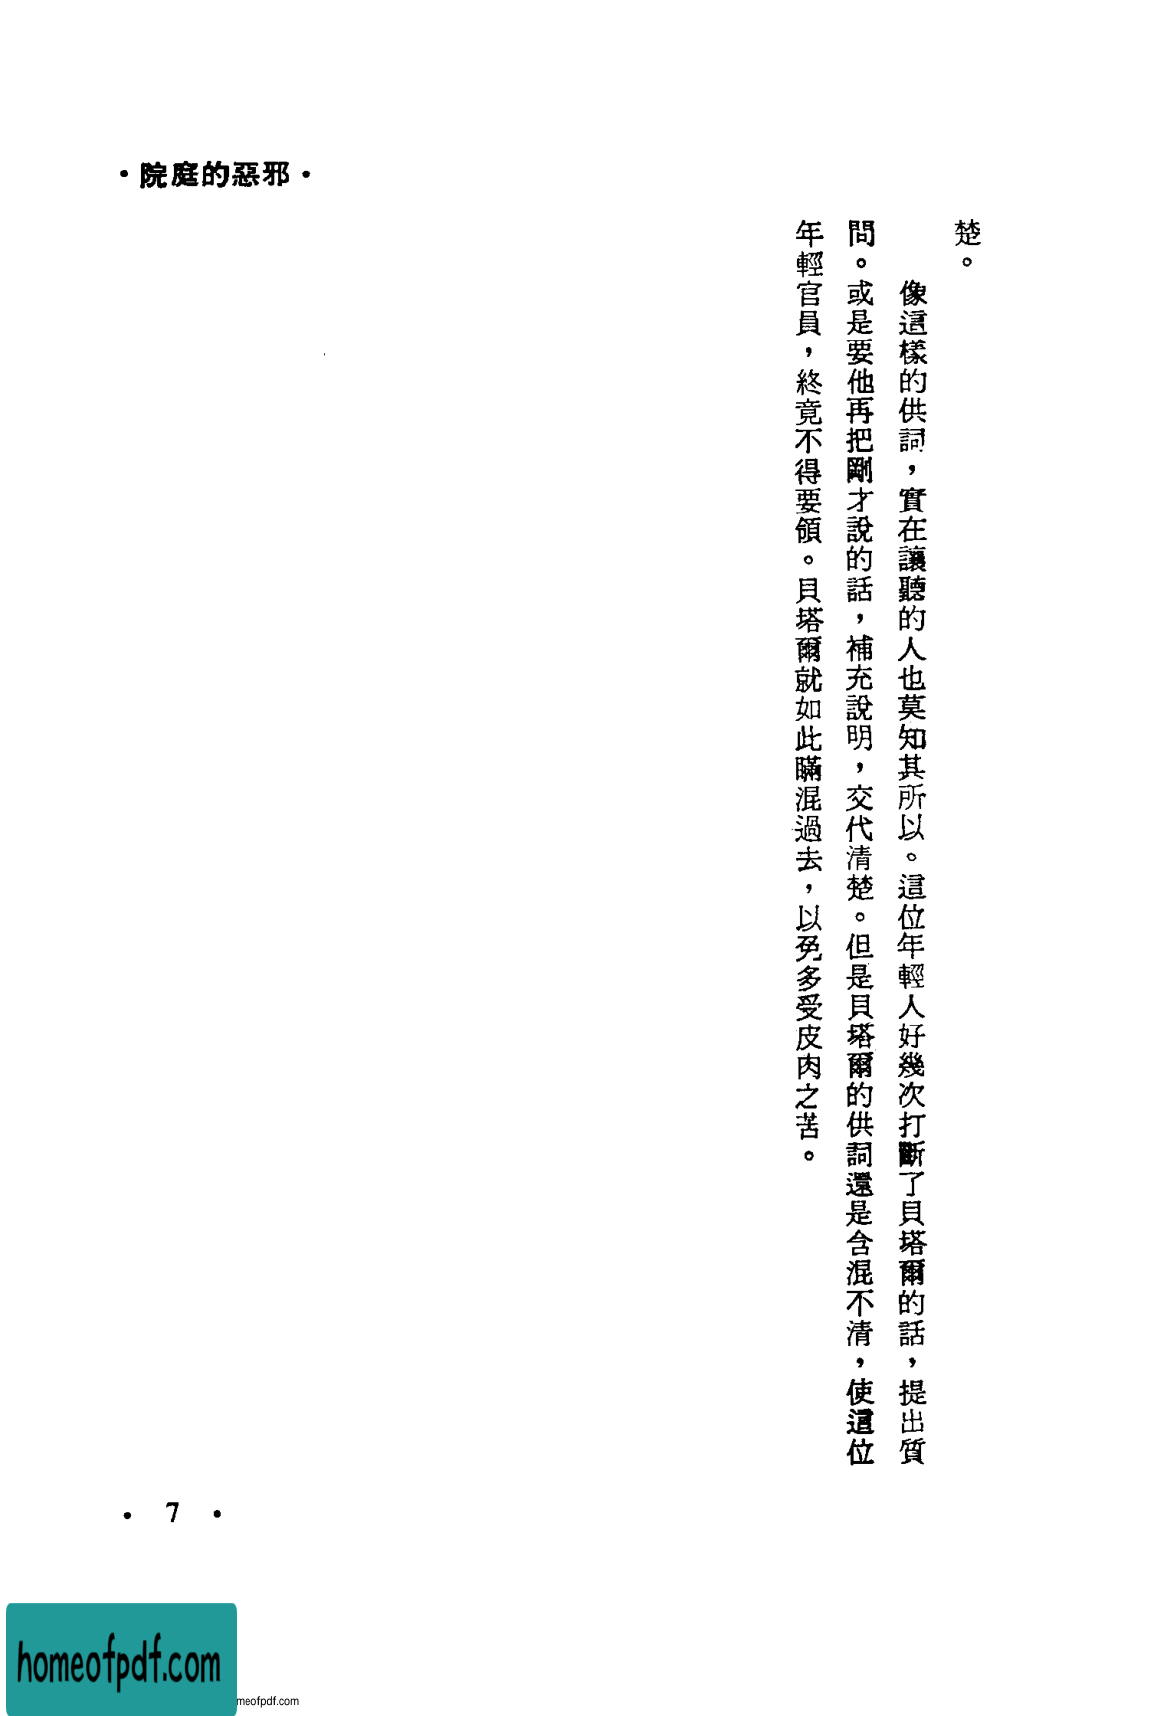 ・院庭的惡邪・
楚。
像這樣的供詞，實在讓聽的人也莫知其所以。這位年輕人好幾次打斷了貝塔爾的話，提出質
問。或是要他再把剛才說的話，補充說明，交代清楚。但是貝塔爾的供詞還是含混不清，使這位
年輕官員，終竟不得要領。貝塔爾就如此瞞混過去，以免多受皮肉之苦。
・7・
homeofpdf.com
meofpdf.com